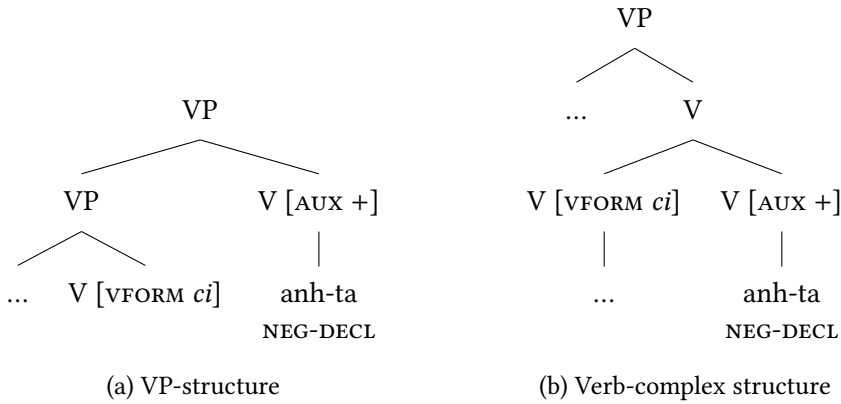 VP
VP
... V
VP V [AUX +] V [VFORM ci] V [AUX +]
... V [VFORM ci] anh-ta ... anh-ta
NEG-DECL NEG-DECL
(a) VP-structure (b) Verb-complex structure